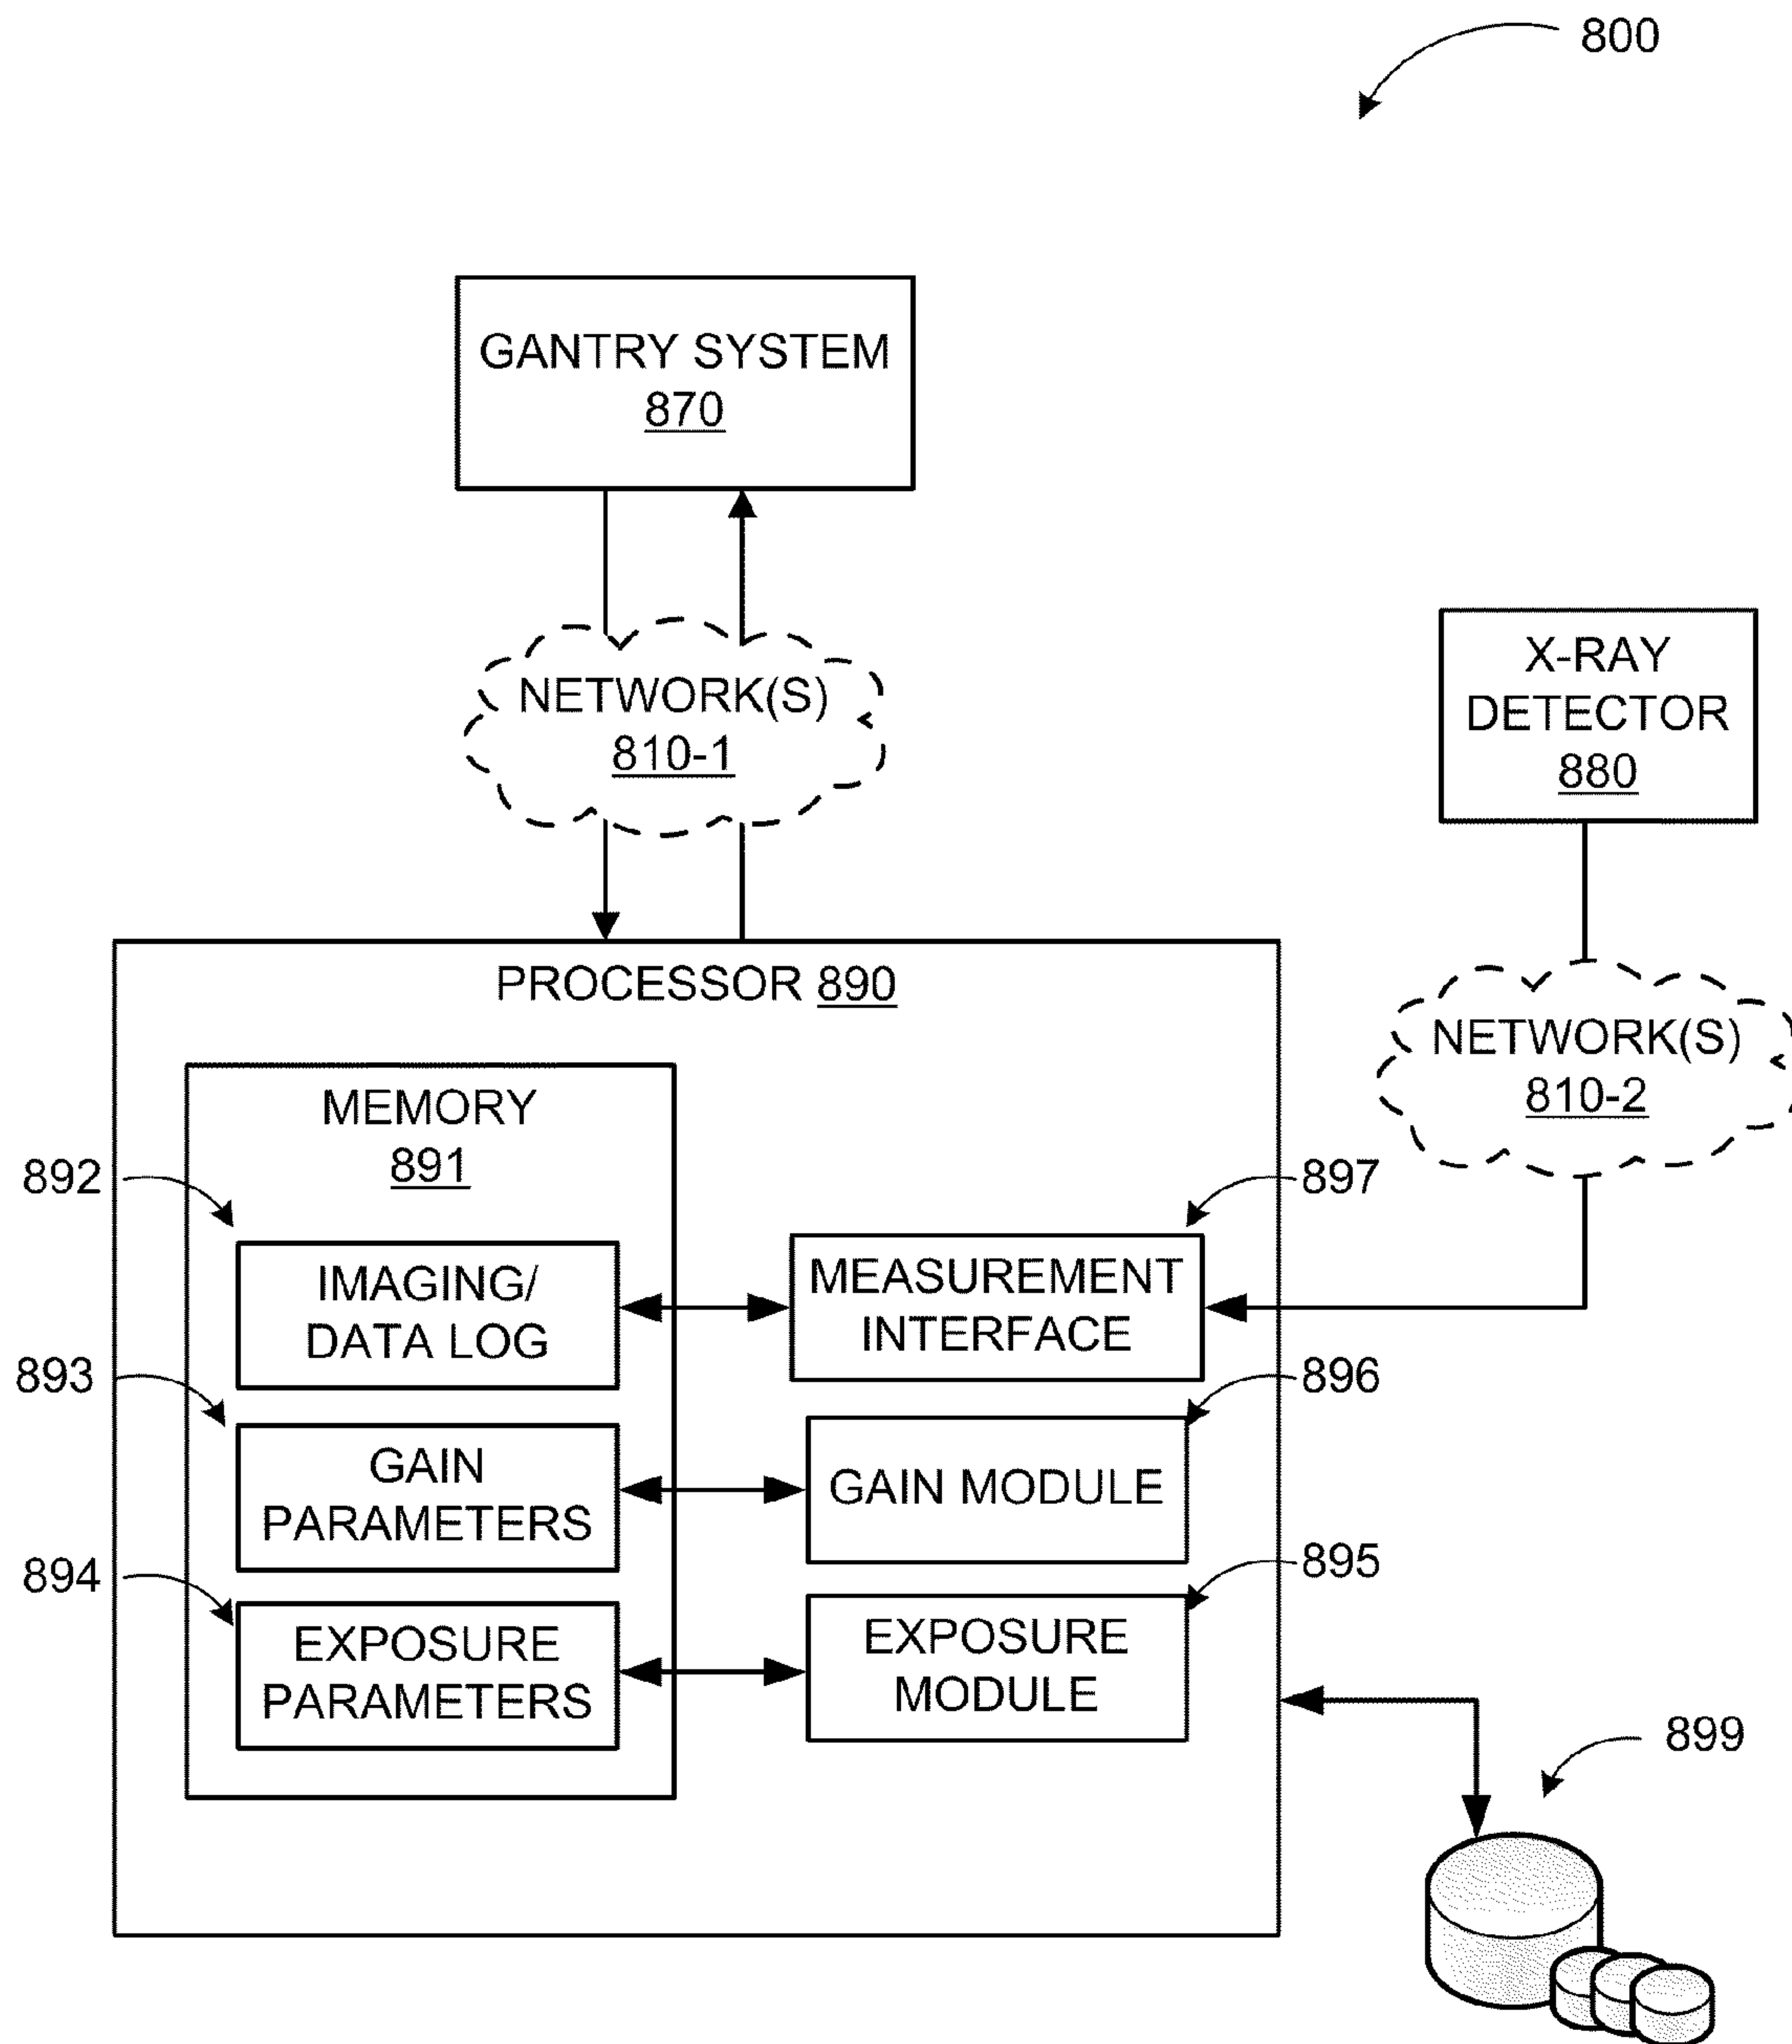 800
GANTRY SYSTEM
870
NETWORK(S)
810-1
X-RAY
DETECTOR
880
PROCESSOR 890
NETWORK(S)
810-2
MEMORY
891
892
897
IMAGING/
DATA LOG
MEASUREMENT
INTERFACE
893
896
GAIN
PARAMETERS
GAIN MODULE
894
895
EXPOSURE
PARAMETERS
EXPOSURE
MODULE
899